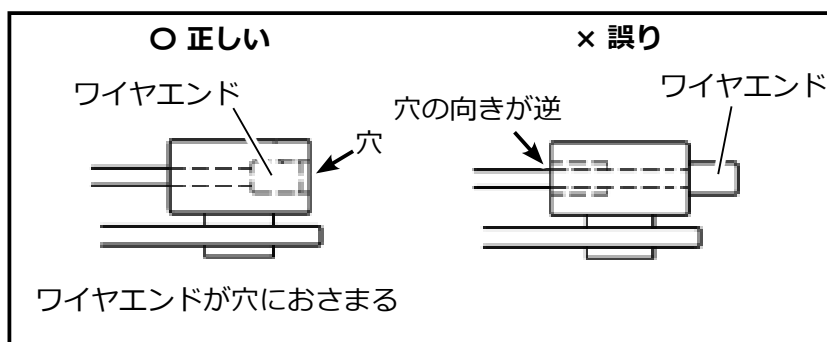 〇 正しい
ワイヤエンド
穴
ワイヤエンドが穴におさまる
× 誤り
穴の向きが逆
ワイヤエンド